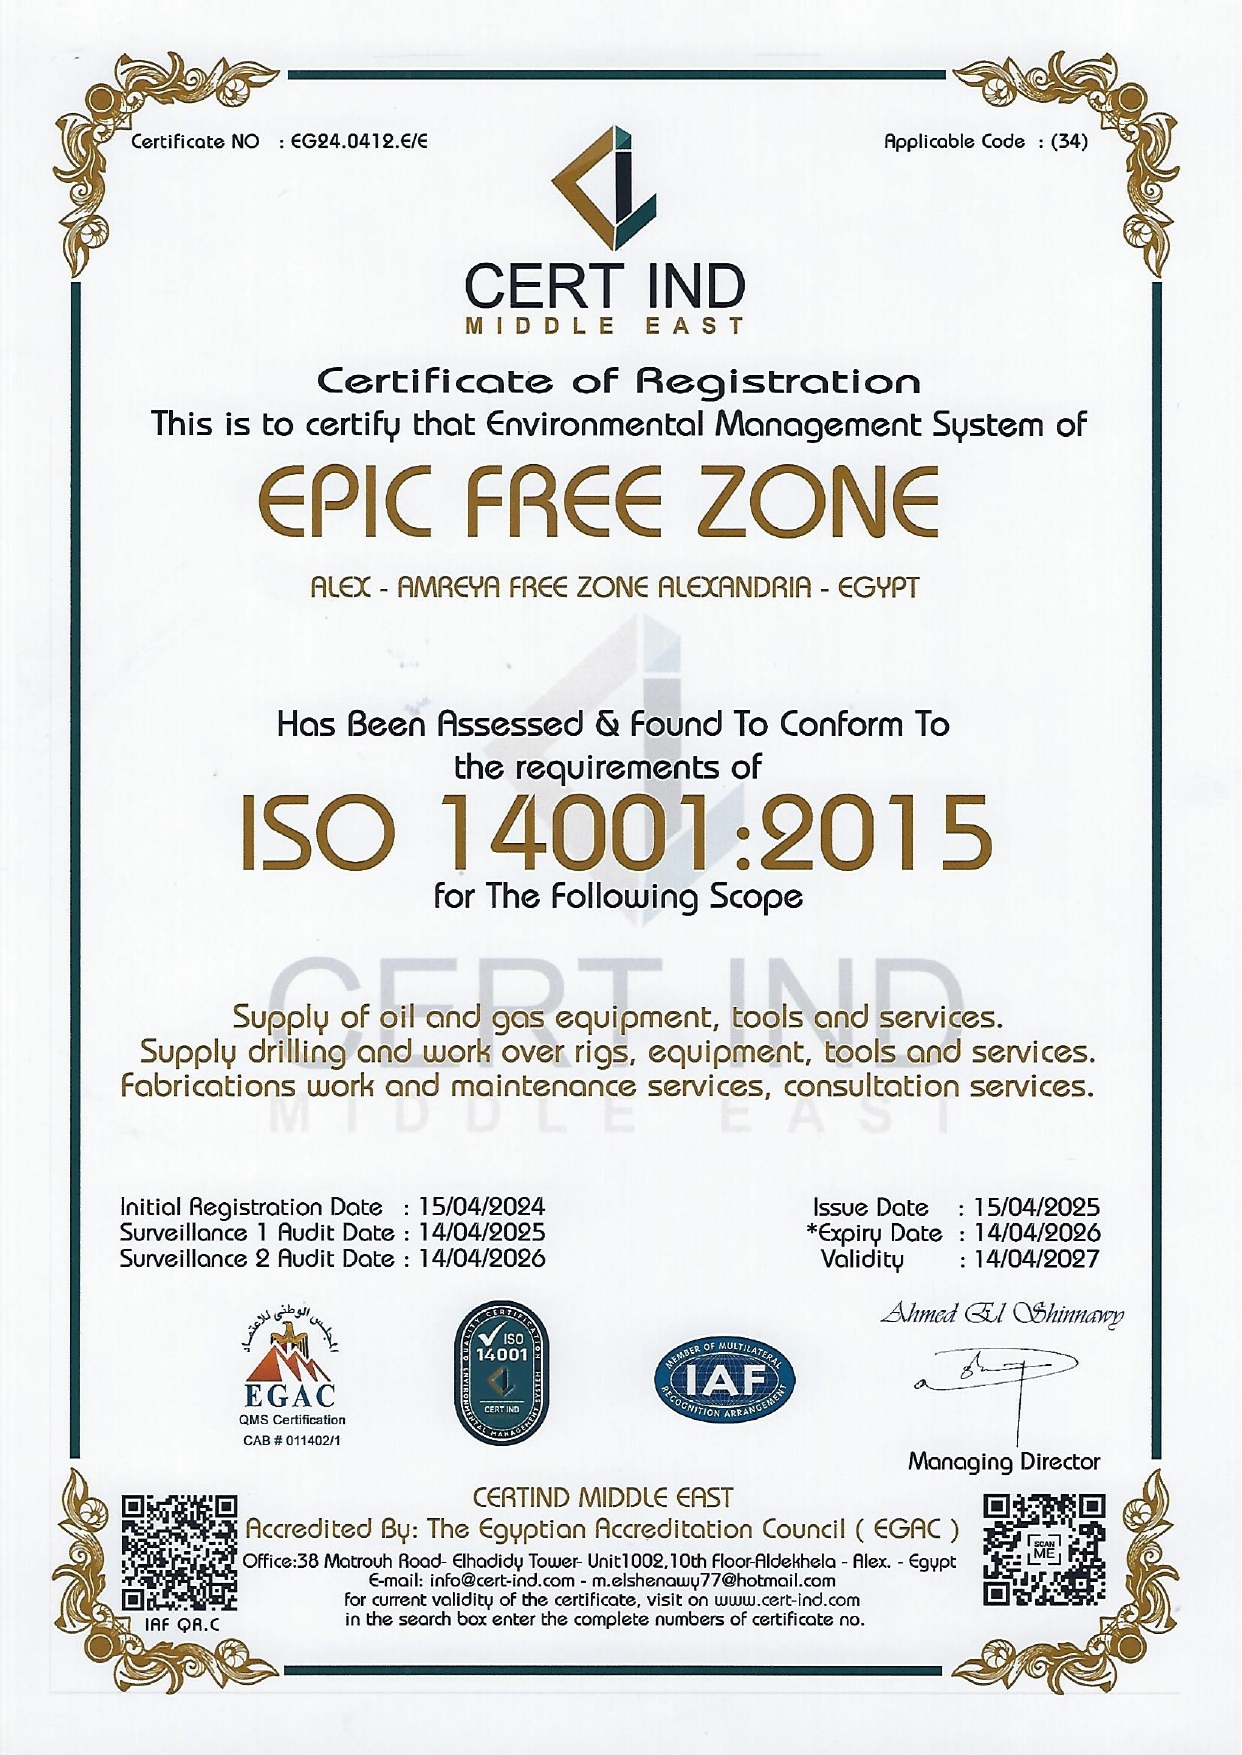 Certificate NO : EG24.0412.E/E
Applicable Code : (34)
CERT IND
MIDDLE EAST
Certificate of Registration
This is to certify that Environmental Management System of
EPIC FREE ZONE
ALEX - AMREYA FREE ZONE ALEXANDRIA - EGYPT
Has Been Assessed & Found To Conform To
the requirements of
ISO 14001:2015
for The Following Scope
CERT IND
MIDDLE EAST
Supply of oil and gas equipment, tools and services.
Supply drilling and work over rigs, equipment, tools and services.
Fabrications work and maintenance services, consultation services.
Initial Registration Date : 15/04/2024
Surveillance 1 Audit Date : 14/04/2025
Surveillance 2 Audit Date : 14/04/2026
Issue Date : 15/04/2025
*Expiry Date : 14/04/2026
Validity : 14/04/2027
المجلس الوطنى للاعتماد
EGAC
QMS Certification
CAB # 011402/1
QUALITY CERTIFICATION
ISO
14001
CERT IND
ENVIRONMENTAL MANAGEMENT SYSTEM
MEMBER OF MULTILATERAL
IAF
RECOGNITION ARRANGEMENT
Ahmed El Shinnawy
Managing Director
CERTIND MIDDLE EAST
Accredited By: The Egyptian Accreditation Council ( EGAC )
Office:38 Matrouh Road- Elhadidy Tower- Unit1002,10th Floor-Aldekhela - Alex. - Egypt
E-mail: info@cert-ind.com - m.elshenawy77@hotmail.com
for current validity of the certificate, visit on www.cert-ind.com
in the search box enter the complete numbers of certificate no.
IAF QR.C
SCAN
ME